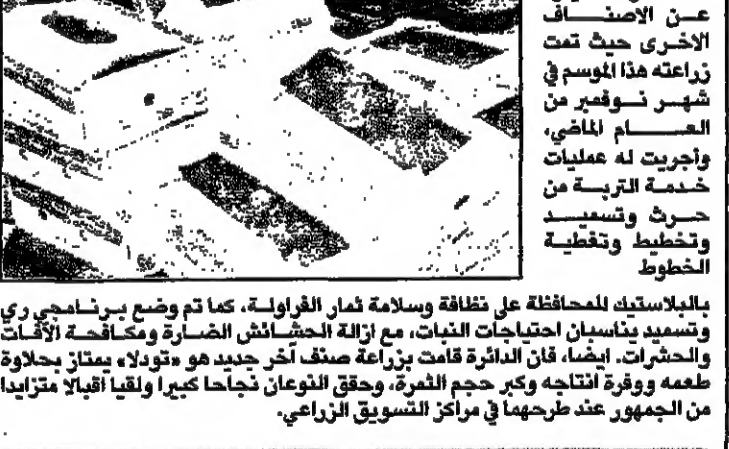 عن الاصناف
الاخرى حيث تمت
زراعته هذا الموسم في
شهر نوفمبر من
العام الماضي،
وأجريت له عمليات
خدمة التربة من
حرث وتسميد
وتخطيط وتغطية
الخطوط
بالبلاستيك للمحافظة على نظافة وسلامة ثمار الفراولة، كما تم وضع برنامجي ري
وتسميد يناسبان احتياجات النبات، مع ازالة الحشائش الضارة ومكافحة الآفات
والحشرات. ايضا، فان الدائرة قامت بزراعة صنف آخر جديد هو «تودلا» يمتاز بحلاوة
طعمه ووفرة انتاجه وكبر حجم الثمرة، وحقق النوعان نجاحا كبيرا ولقيا اقبالا متزايدا
من الجمهور عند طرحهما في مراكز التسويق الزراعي.